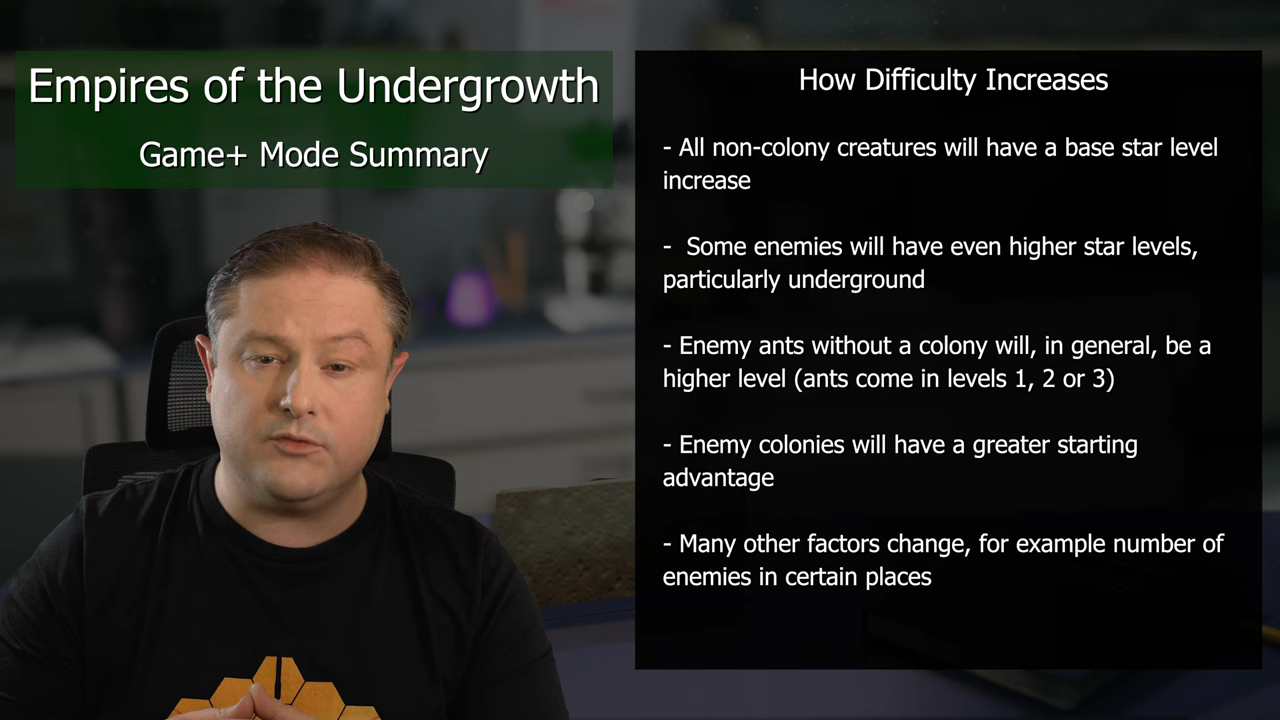 Empires of the Undergrowth
Game+ Mode Summary
How Difficulty Increases
- All non-colony creatures will have a base star level
increase
- Some enemies will have even higher star levels,
particularly underground
- Enemy ants without a colony will, in general, be a
higher level (ants come in levels 1, 2 or 3)
- Enemy colonies will have a greater starting
advantage
- Many other factors change, for example number of
enemies in certain places